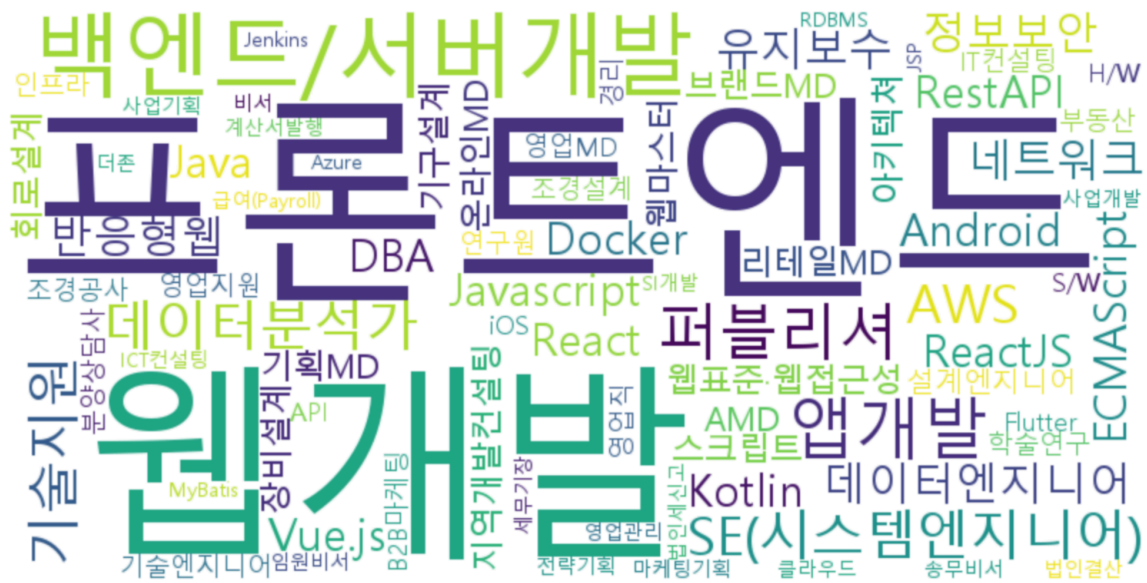 백엔드/서버개발
Jenkins
RDBMS
정보보안
유지보수
JSP
IT컨설팅
H/W
인프라
사업기획
비서
경리
브랜드MD
RestAPI
계산서발행
기구설계
온라인MD
영업MD
웹마스터
아키텍쳐
부동산
회로설계
더존
Java
프론트엔드
Azure
급여(Payroll)
조경설계
네트워크
사업개발
반응형웹
DBA
연구원
Docker
리테일MD
Android
ECMAScript
조경공사
영업지원
Javascript
SI개발
S/W
데이터분석가
iOS
React
퍼블리셔
AWS
ReactJS
기술지원
분양상담사
ICT컨설팅
기획MD
웹개발
지역개발컨설팅
웹표준·웹접근성
설계엔지니어
장비설계
API
영업직
AMD
앱개발
Flutter
스크립트
학술연구
MyBatis
B2B마케팅
세무기장
법인세신고
Kotlin
데이터엔지니어
Vue.js
영업관리
SE(시스템엔지니어)
기술엔지니어
임원비서
전략기획
마케팅기획
클라우드
송무비서
법인결산